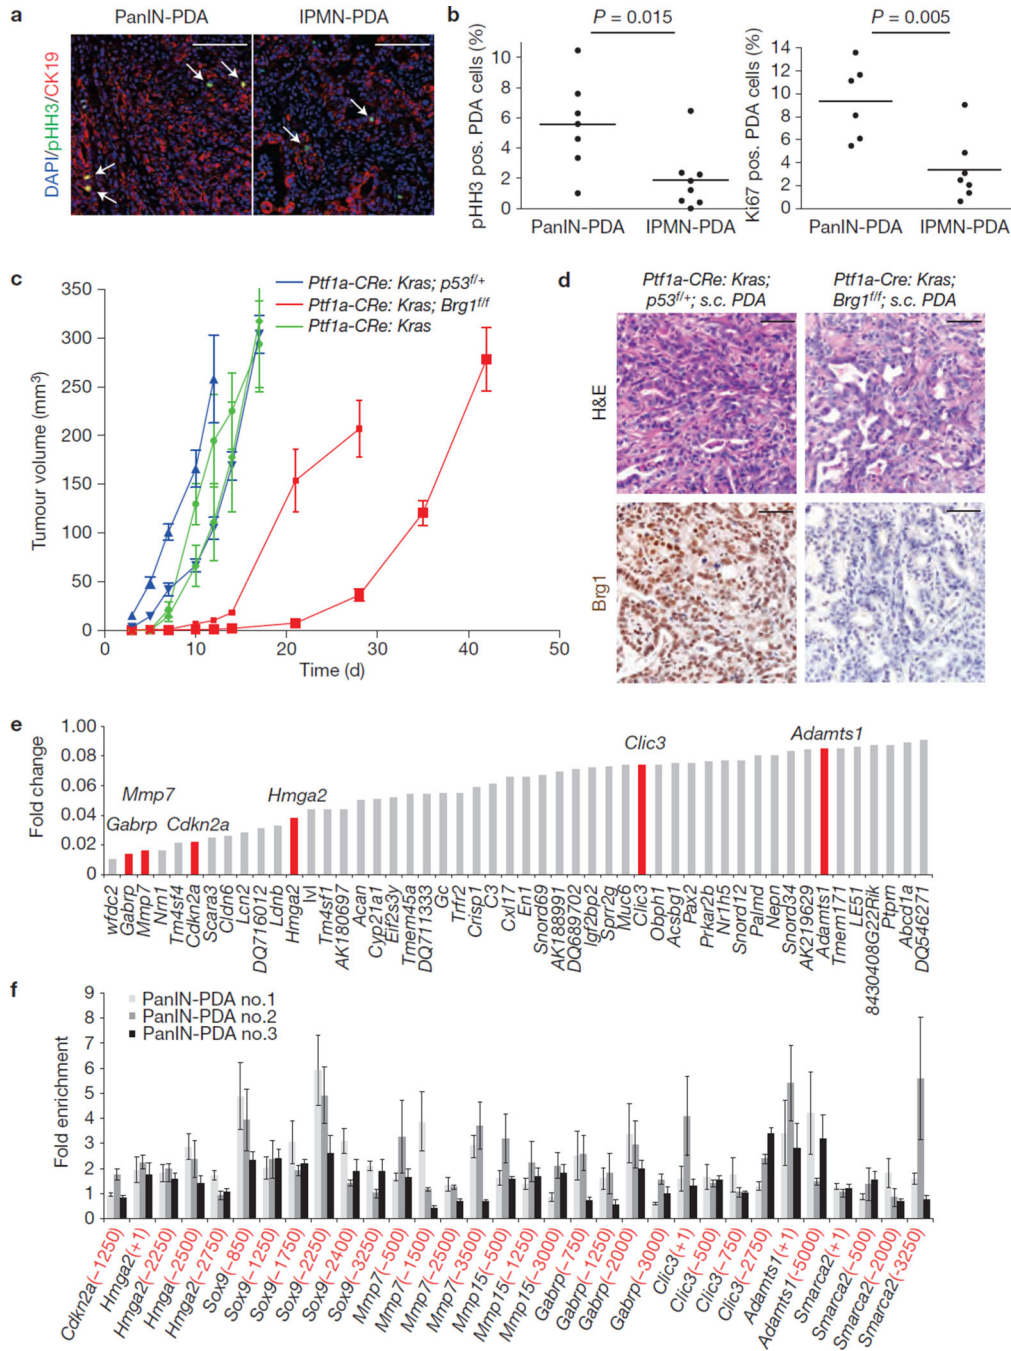 a
PanIN-PDA
IPMN-PDA
DAPI/pHH3/CK19
b
P = 0.015
pHH3 pos. PDA cells (%)
10
8
6
4
2
0
PanIN-PDA
IPMN-PDA
P = 0.005
Ki67 pos. PDA cells (%)
14
12
10
8
6
4
2
0
PanIN-PDA
IPMN-PDA
c
Ptf1a-CRe: Kras; p53f/+
Ptf1a-CRe: Kras; Brg1f/f
Ptf1a-CRe: Kras
Tumour volume (mm³)
350
300
250
200
150
100
50
0
0
10
20
30
40
50
Time (d)
d
Ptf1a-CRe: Kras;
p53f/+; s.c. PDA
Ptf1a-Cre: Kras;
Brg1f/f; s.c. PDA
H&E
Brg1
e
Fold change
1.00
0.08
0.06
0.04
0.02
0
Gabrp
Mmp7
Cdkn2a
Hmga2
Clic3
Adamts1
wfdc2
Gabrp
Mmp7
Nrn1
Tm4sf4
Cdkn2a
Scara3
Cldn6
Lcn2
DQ716012
Ldnb
Hmga2
lvl
Tm4sf1
AK180697
Acan
Cyp21a1
Eif2s3y
Tmem45a
DQ711333
Gc
Trfr2
Crisp1
C3
Cxl17
En1
Snord69
AK188991
DQ689702
Igf2bp2
Spr2g
Muc6
Clic3
Obph1
Acsbg1
Pax2
Prkar2b
Nr1h5
Snord12
Palmd
Nepn
Snord34
AK219629
Adamts1
Tmem171
LE51
8430408G22Rik
Ptprn
Abcd1a
DQ546271
f
PanIN-PDA no.1
PanIN-PDA no.2
PanIN-PDA no.3
Fold enrichment
9
8
7
6
5
4
3
2
1
0
Cdkn2a(−1250)
Hmga2(+1)
Hmga2(−2250)
Hmga(−2500)
Hmga2(−2750)
Sox9(−850)
Sox9(−1250)
Sox9(−1750)
Sox9(−2250)
Sox9(−2400)
Sox9(−3250)
Mmp7(−500)
Mmp7(−1500)
Mmp7(−2500)
Mmp7(−3500)
Mmp15(−500)
Mmp15(−1250)
Mmp15(−3000)
Gabrp(−750)
Gabrp(−1250)
Gabrp(−2000)
Gabrp(−3000)
Clic3(+1)
Clic3(−500)
Clic3(−750)
Clic3(−2750)
Adamts1(+1)
Adamts1(−5000)
Smarca2(+1)
Smarca2(−500)
Smarca2(−2000)
Smarca2(−3250)